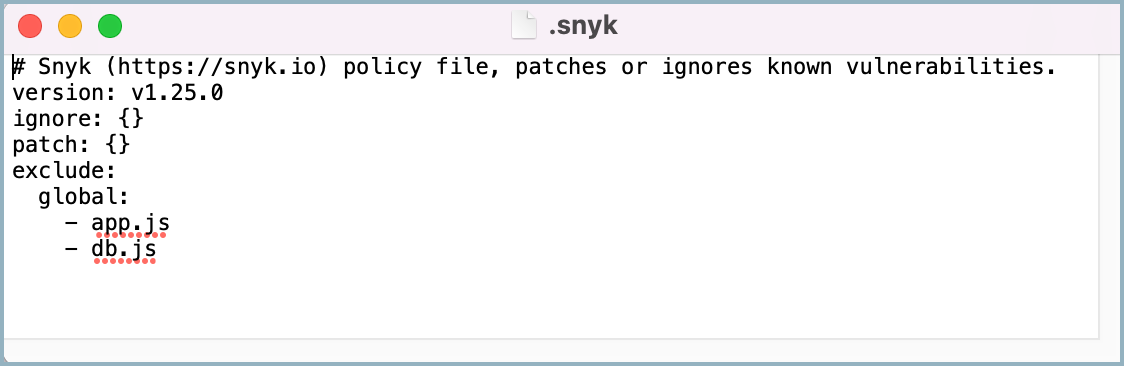 .snyk
# Snyk (https://snyk.io) policy file, patches or ignores known vulnerabilities.
version: v1.25.0
ignore: {}
patch: {}
exclude:
  global:
    - app.js
    - db.js